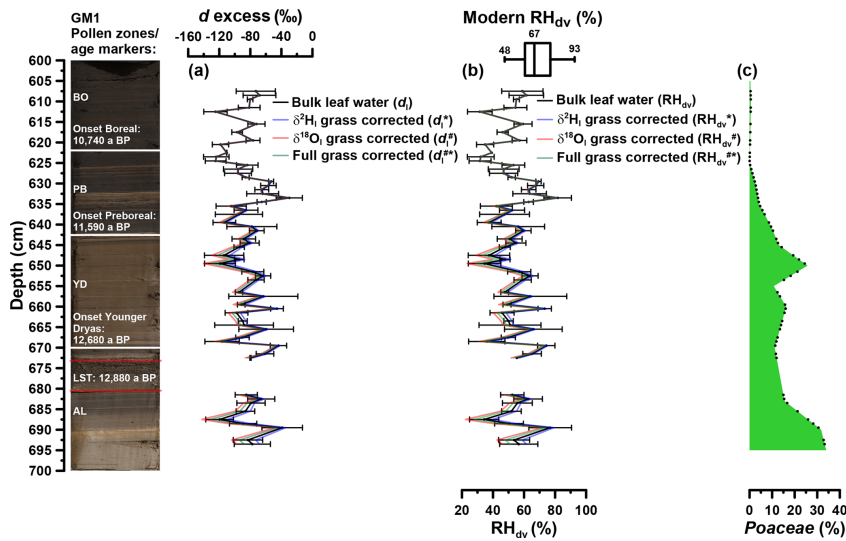 GM1
Pollen zones/
age markers:
d excess (‰)
-160 -120 -80 -40 0
Modern RHdv (%)
67
48 93
(a)
(b)
(c)
Bulk leaf water (dl)
δ²Hl grass corrected (dl*)
δ¹⁸Ol grass corrected (dl#)
Full grass corrected (dl#*)
Bulk leaf water (RHdv)
δ²Hl grass corrected (RHdv*)
δ¹⁸Ol grass corrected (RHdv#)
Full grass corrected (RHdv#*)
Depth (cm)
600
605
610
615
620
625
630
635
640
645
650
655
660
665
670
675
680
685
690
695
700
BO
Onset Boreal:
10,740 a BP
PB
Onset Preboreal:
11,590 a BP
YD
Onset Younger
Dryas:
12,680 a BP
LST: 12,880 a BP
AL
20 40 60 80 100
RHdv (%)
0 10 20 30 40
Poaceae (%)